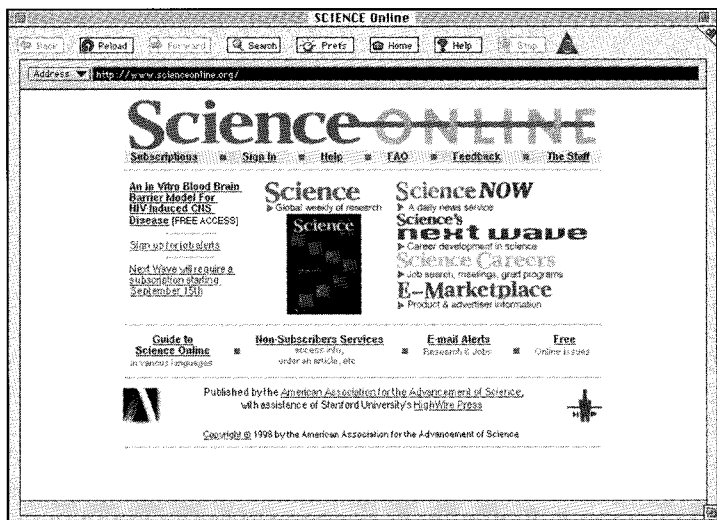 SCIENCE Online
Back Reload Forward Search Prefs Home Help Stop
Address http://www.scienceonline.org/
Science ONLINE
Subscriptions Sign In Help FAQ Feedback The Staff
An In Vitro Blood Brain
Barrier Model For
HIV Induced CNS
Disease [FREE ACCESS]
Sign up for job alerts
Next Wave will require a
subscription starting
September 15th
Science
Global weekly of research
Science
Science NOW
A daily news service
Science's
next wave
Career development in science
Science Careers
Job search, meetings, grant programs
E-Marketplace
Product & advertiser information
Guide to
Science Online
in various languages
Non-Subscribers Services
access info,
order an article, etc
E-mail Alerts
Research & Jobs
Free
Online issues
Published by the American Association for the Advancement of Science,
with assistance of Stanford University's HighWire Press
Copyright © 1998 by the American Association for the Advancement of Science